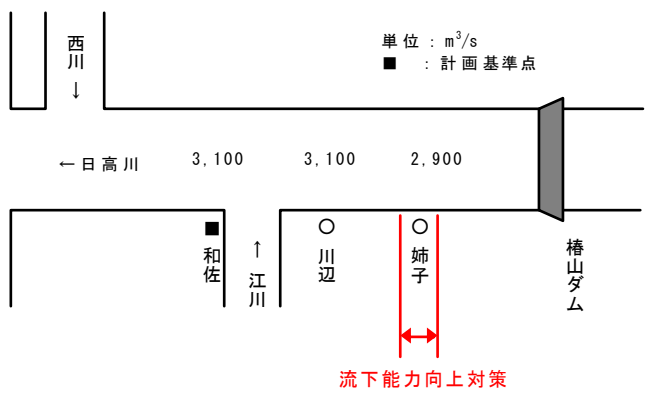 西川
↓
単位：m³/s
■ ：計画基準点
←日高川
3,100
3,100
2,900
■
和佐
↑
江川
○
川辺
○
姉子
椿山ダム
流下能力向上対策